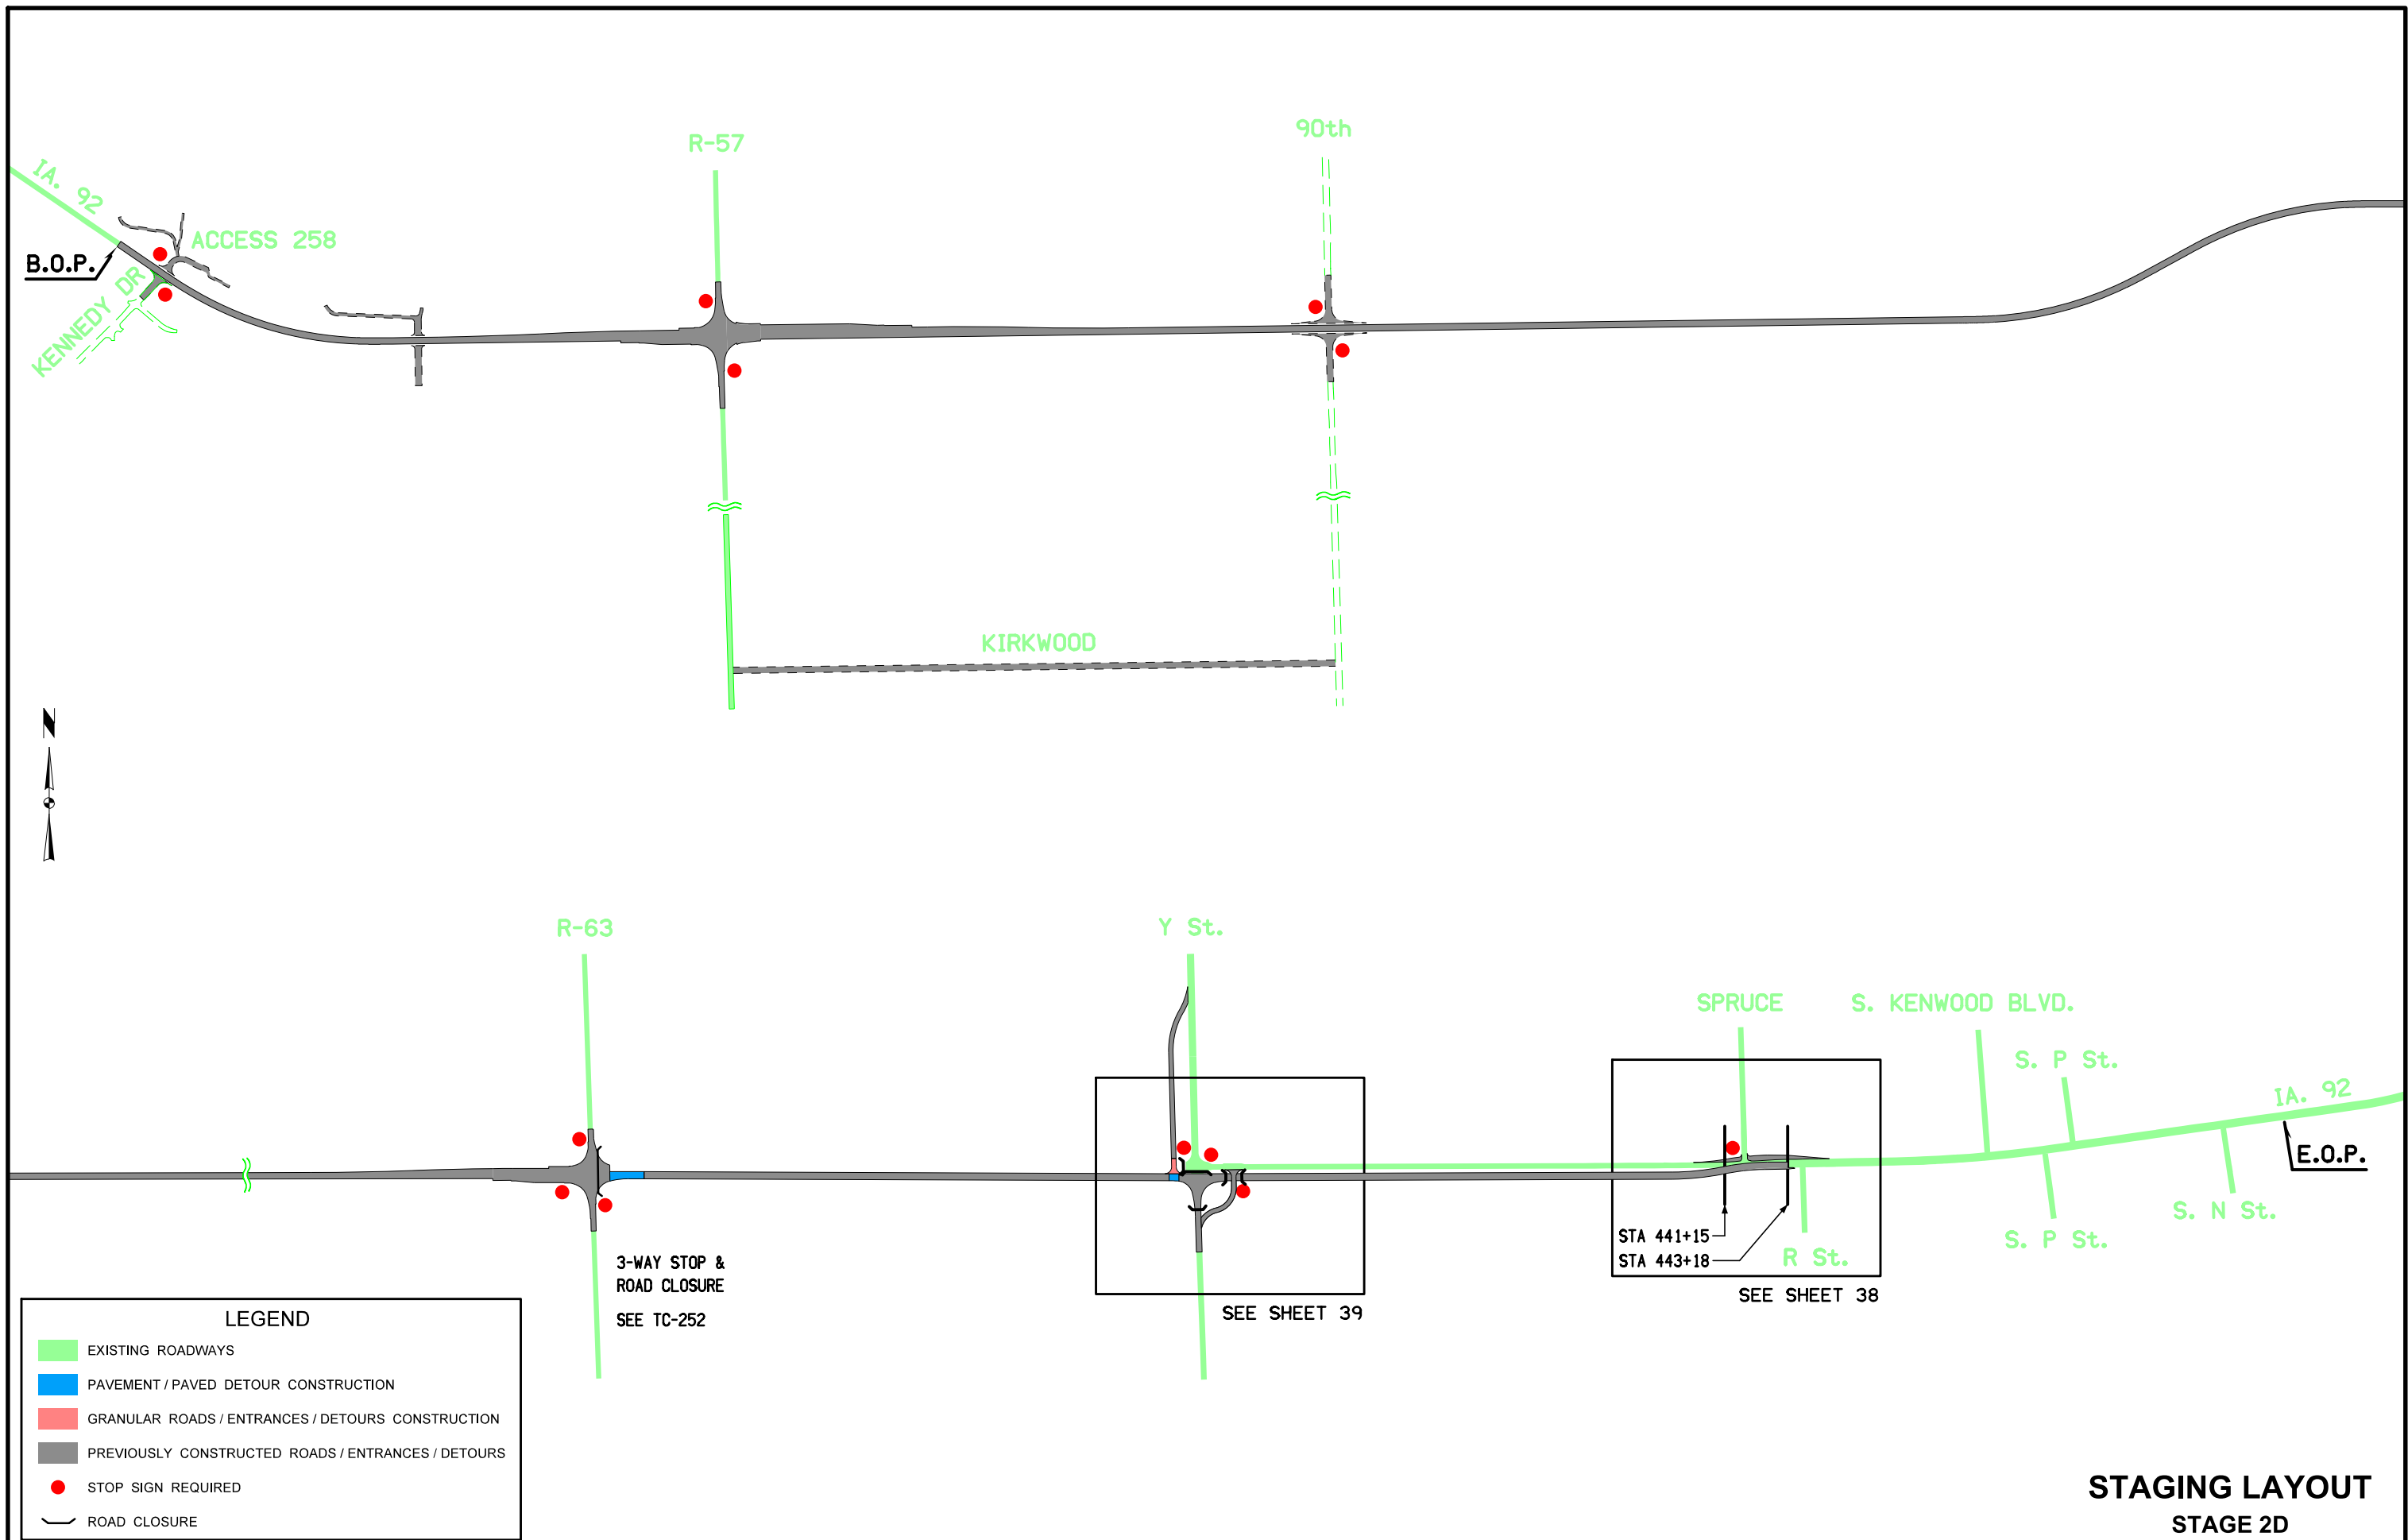 R-57
90th
IA. 92
ACCESS 258
B.O.P.
KENNEDY DR
KIRKWOOD
N
R-63
Y St.
SPRUCE
S. KENWOOD BLVD.
S. P St.
IA. 92
E.O.P.
S. N St.
S. P St.
STA 441+15
STA 443+18
R St.
3-WAY STOP &
ROAD CLOSURE
SEE TC-252
SEE SHEET 39
SEE SHEET 38
LEGEND
EXISTING ROADWAYS
PAVEMENT / PAVED DETOUR CONSTRUCTION
GRANULAR ROADS / ENTRANCES / DETOURS CONSTRUCTION
PREVIOUSLY CONSTRUCTED ROADS / ENTRANCES / DETOURS
STOP SIGN REQUIRED
ROAD CLOSURE
STAGING LAYOUT
STAGE 2D